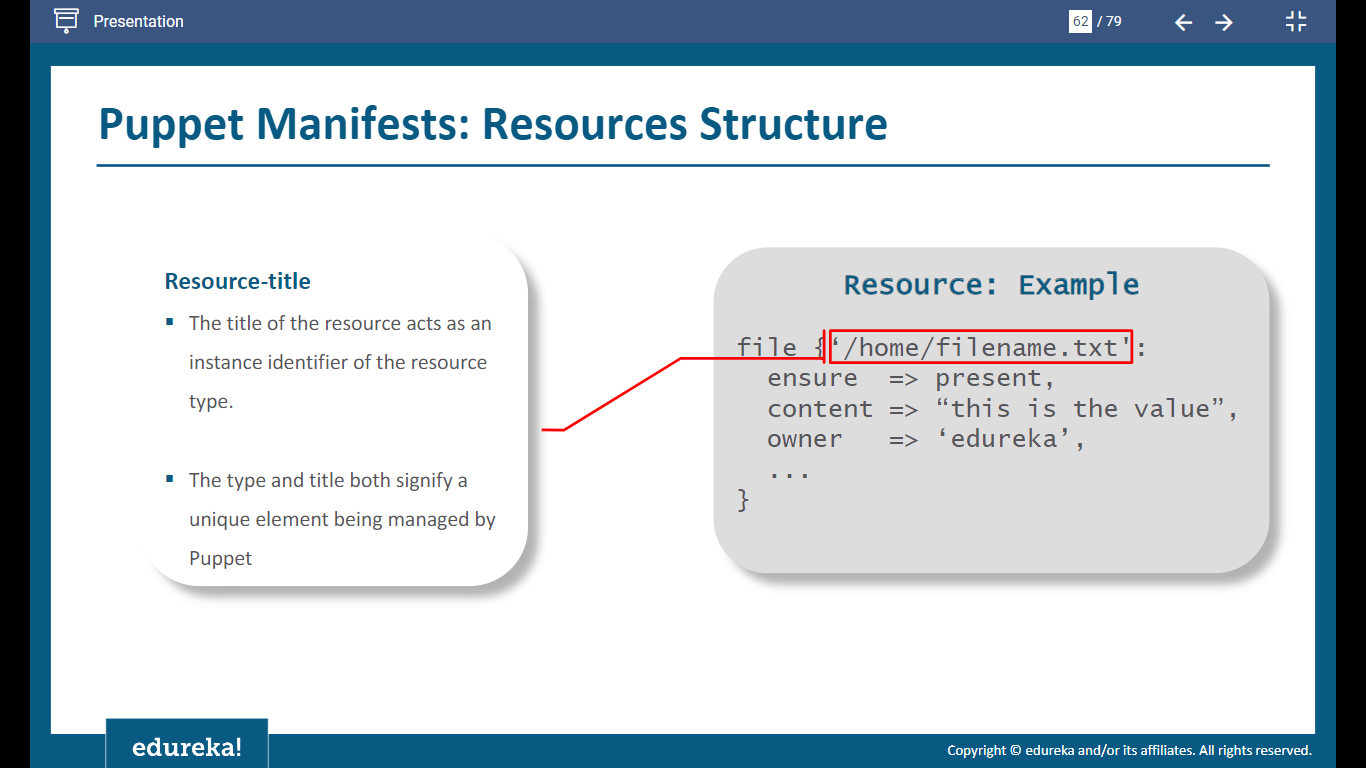 Presentation
62 / 79
Puppet Manifests: Resources Structure
Resource-title
▪ The title of the resource acts as an
instance identifier of the resource
type.
▪ The type and title both signify a
unique element being managed by
Puppet
Resource: Example
file {‘/home/filename.txt':
  ensure  => present,
  content => “this is the value”,
  owner   => ‘edureka’,
  ...
}
edureka!
Copyright © edureka and/or its affiliates. All rights reserved.